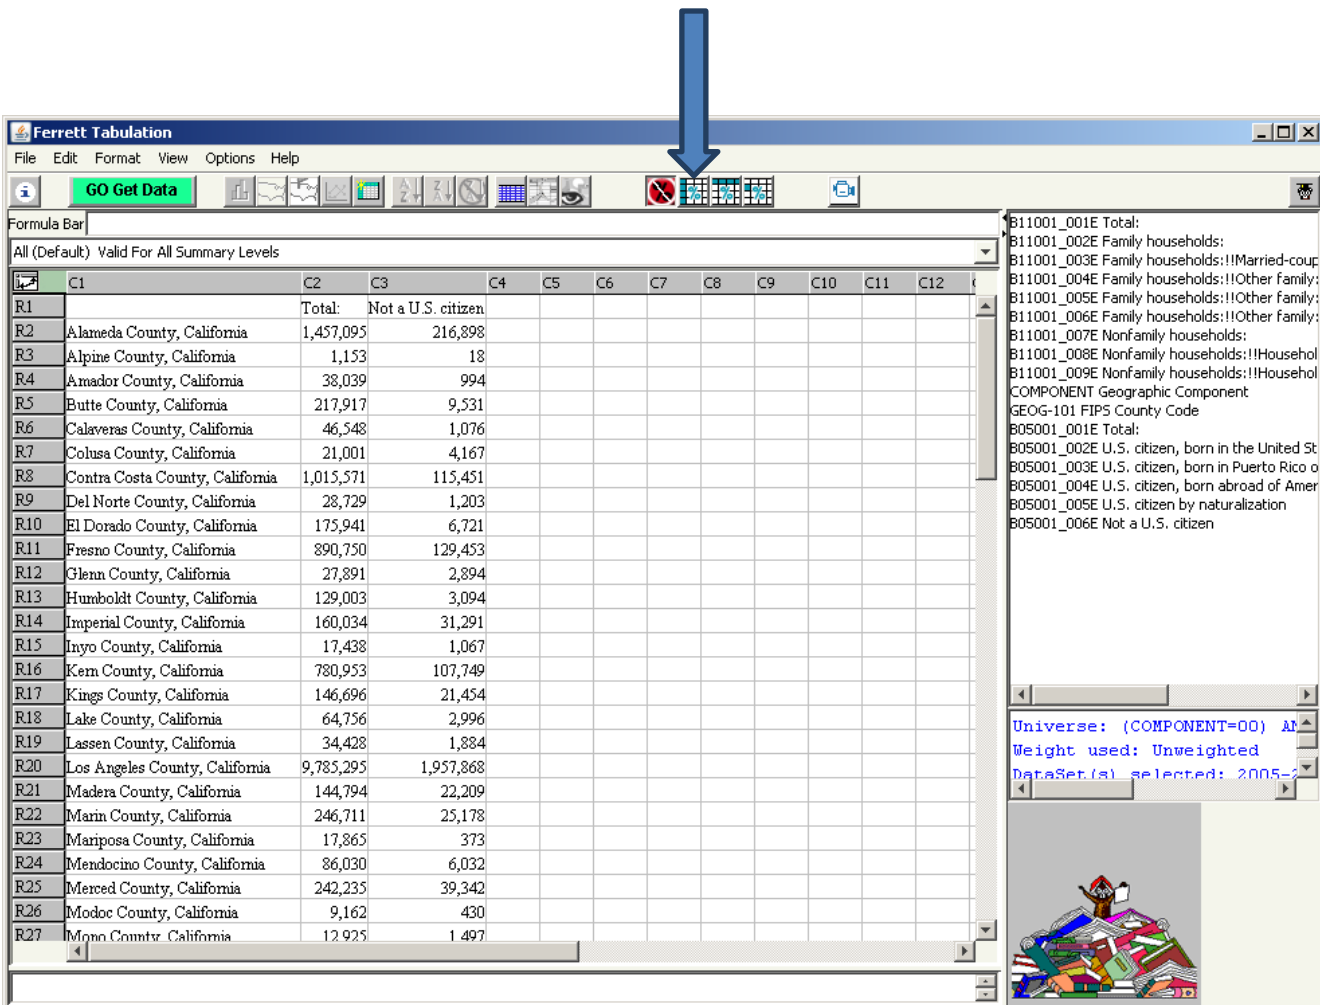 Ferrett Tabulation
File Edit Format View Options Help
GO Get Data
Formula Bar
All (Default) Valid For All Summary Levels
C1 C2 C3 C4 C5 C6 C7 C8 C9 C10 C11 C12
R1 Total: Not a U.S. citizen
R2 Alameda County, California 1,457,095 216,898
R3 Alpine County, California 1,153 18
R4 Amador County, California 38,039 994
R5 Butte County, California 217,917 9,531
R6 Calaveras County, California 46,548 1,076
R7 Colusa County, California 21,001 4,167
R8 Contra Costa County, California 1,015,571 115,451
R9 Del Norte County, California 28,729 1,203
R10 El Dorado County, California 175,941 6,721
R11 Fresno County, California 890,750 129,453
R12 Glenn County, California 27,891 2,894
R13 Humboldt County, California 129,003 3,094
R14 Imperial County, California 160,034 31,291
R15 Inyo County, California 17,438 1,067
R16 Kern County, California 780,953 107,749
R17 Kings County, California 146,696 21,454
R18 Lake County, California 64,756 2,996
R19 Lassen County, California 34,428 1,884
R20 Los Angeles County, California 9,785,295 1,957,868
R21 Madera County, California 144,794 22,209
R22 Marin County, California 246,711 25,178
R23 Mariposa County, California 17,865 373
R24 Mendocino County, California 86,030 6,032
R25 Merced County, California 242,235 39,342
R26 Modoc County, California 9,162 430
R27 Mono County, California 12,925 1,497
B11001_001E Total:
B11001_002E Family households:
B11001_003E Family households:!!Married-coup
B11001_004E Family households:!!Other family:
B11001_005E Family households:!!Other family:
B11001_006E Family households:!!Other family:
B11001_007E Nonfamily households:
B11001_008E Nonfamily households:!!Househol
B11001_009E Nonfamily households:!!Househol
COMPONENT Geographic Component
GEOG-101 FIPS County Code
B05001_001E Total:
B05001_002E U.S. citizen, born in the United St
B05001_003E U.S. citizen, born in Puerto Rico o
B05001_004E U.S. citizen, born abroad of Amer
B05001_005E U.S. citizen by naturalization
B05001_006E Not a U.S. citizen
Universe: (COMPONENT=00) AN
Weight used: Unweighted
DataSet(s) selected: 2005-2